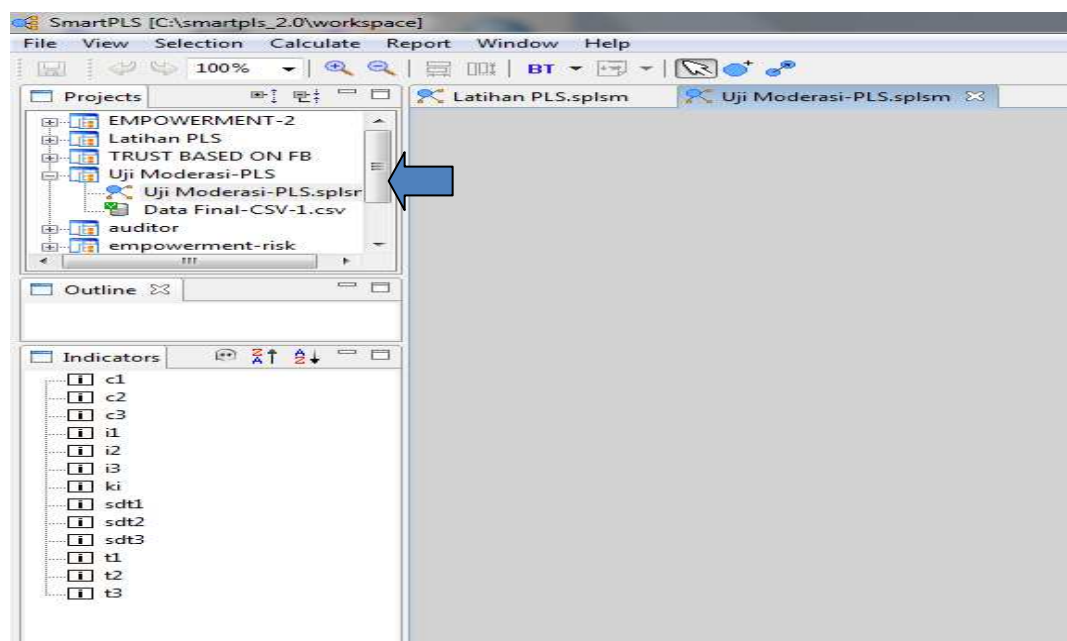 SmartPLS [C:\smartpls_2.0\workspace]
File View Selection Calculate Report Window Help
100% BT
Projects
Latihan PLS.splsm Uji Moderasi-PLS.splsm
EMPOWERMENT-2
Latihan PLS
TRUST BASED ON FB
Uji Moderasi-PLS
Uji Moderasi-PLS.splsr
Data Final-CSV-1.csv
auditor
empowerment-risk
Outline
Indicators
c1
c2
c3
i1
i2
i3
ki
sdt1
sdt2
sdt3
t1
t2
t3